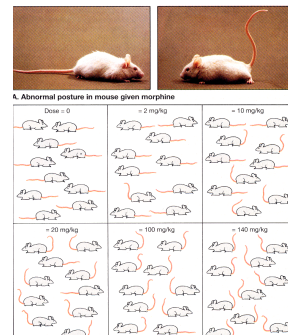 A. Abnormal posture in mouse given morphine
Dose = 0
= 2 mg/kg
= 10 mg/kg
= 20 mg/kg
= 100 mg/kg
= 140 mg/kg